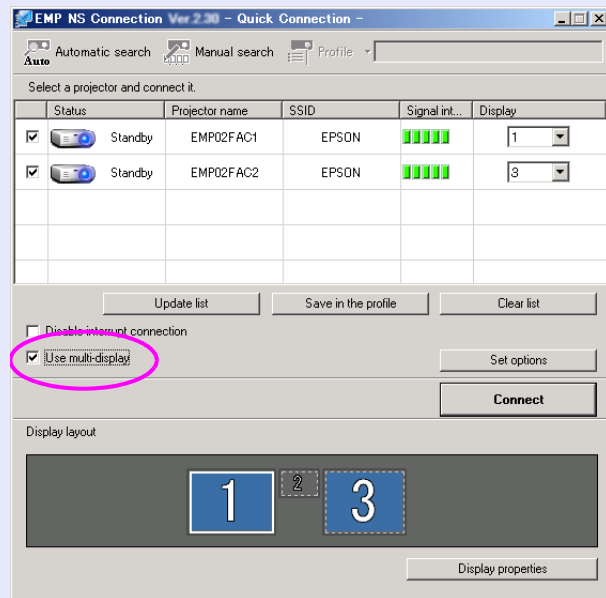 EMP NS Connection Ver.2.30 - Quick Connection -
Auto Automatic search Manual search Profile
Select a projector and connect it.
Status Projector name SSID Signal int... Display
Standby EMP02FAC1 EPSON 1
Standby EMP02FAC2 EPSON 3
Update list Save in the profile Clear list
Disable interrupt connection
Use multi-display Set options
Connect
Display layout
1 2 3
Display properties